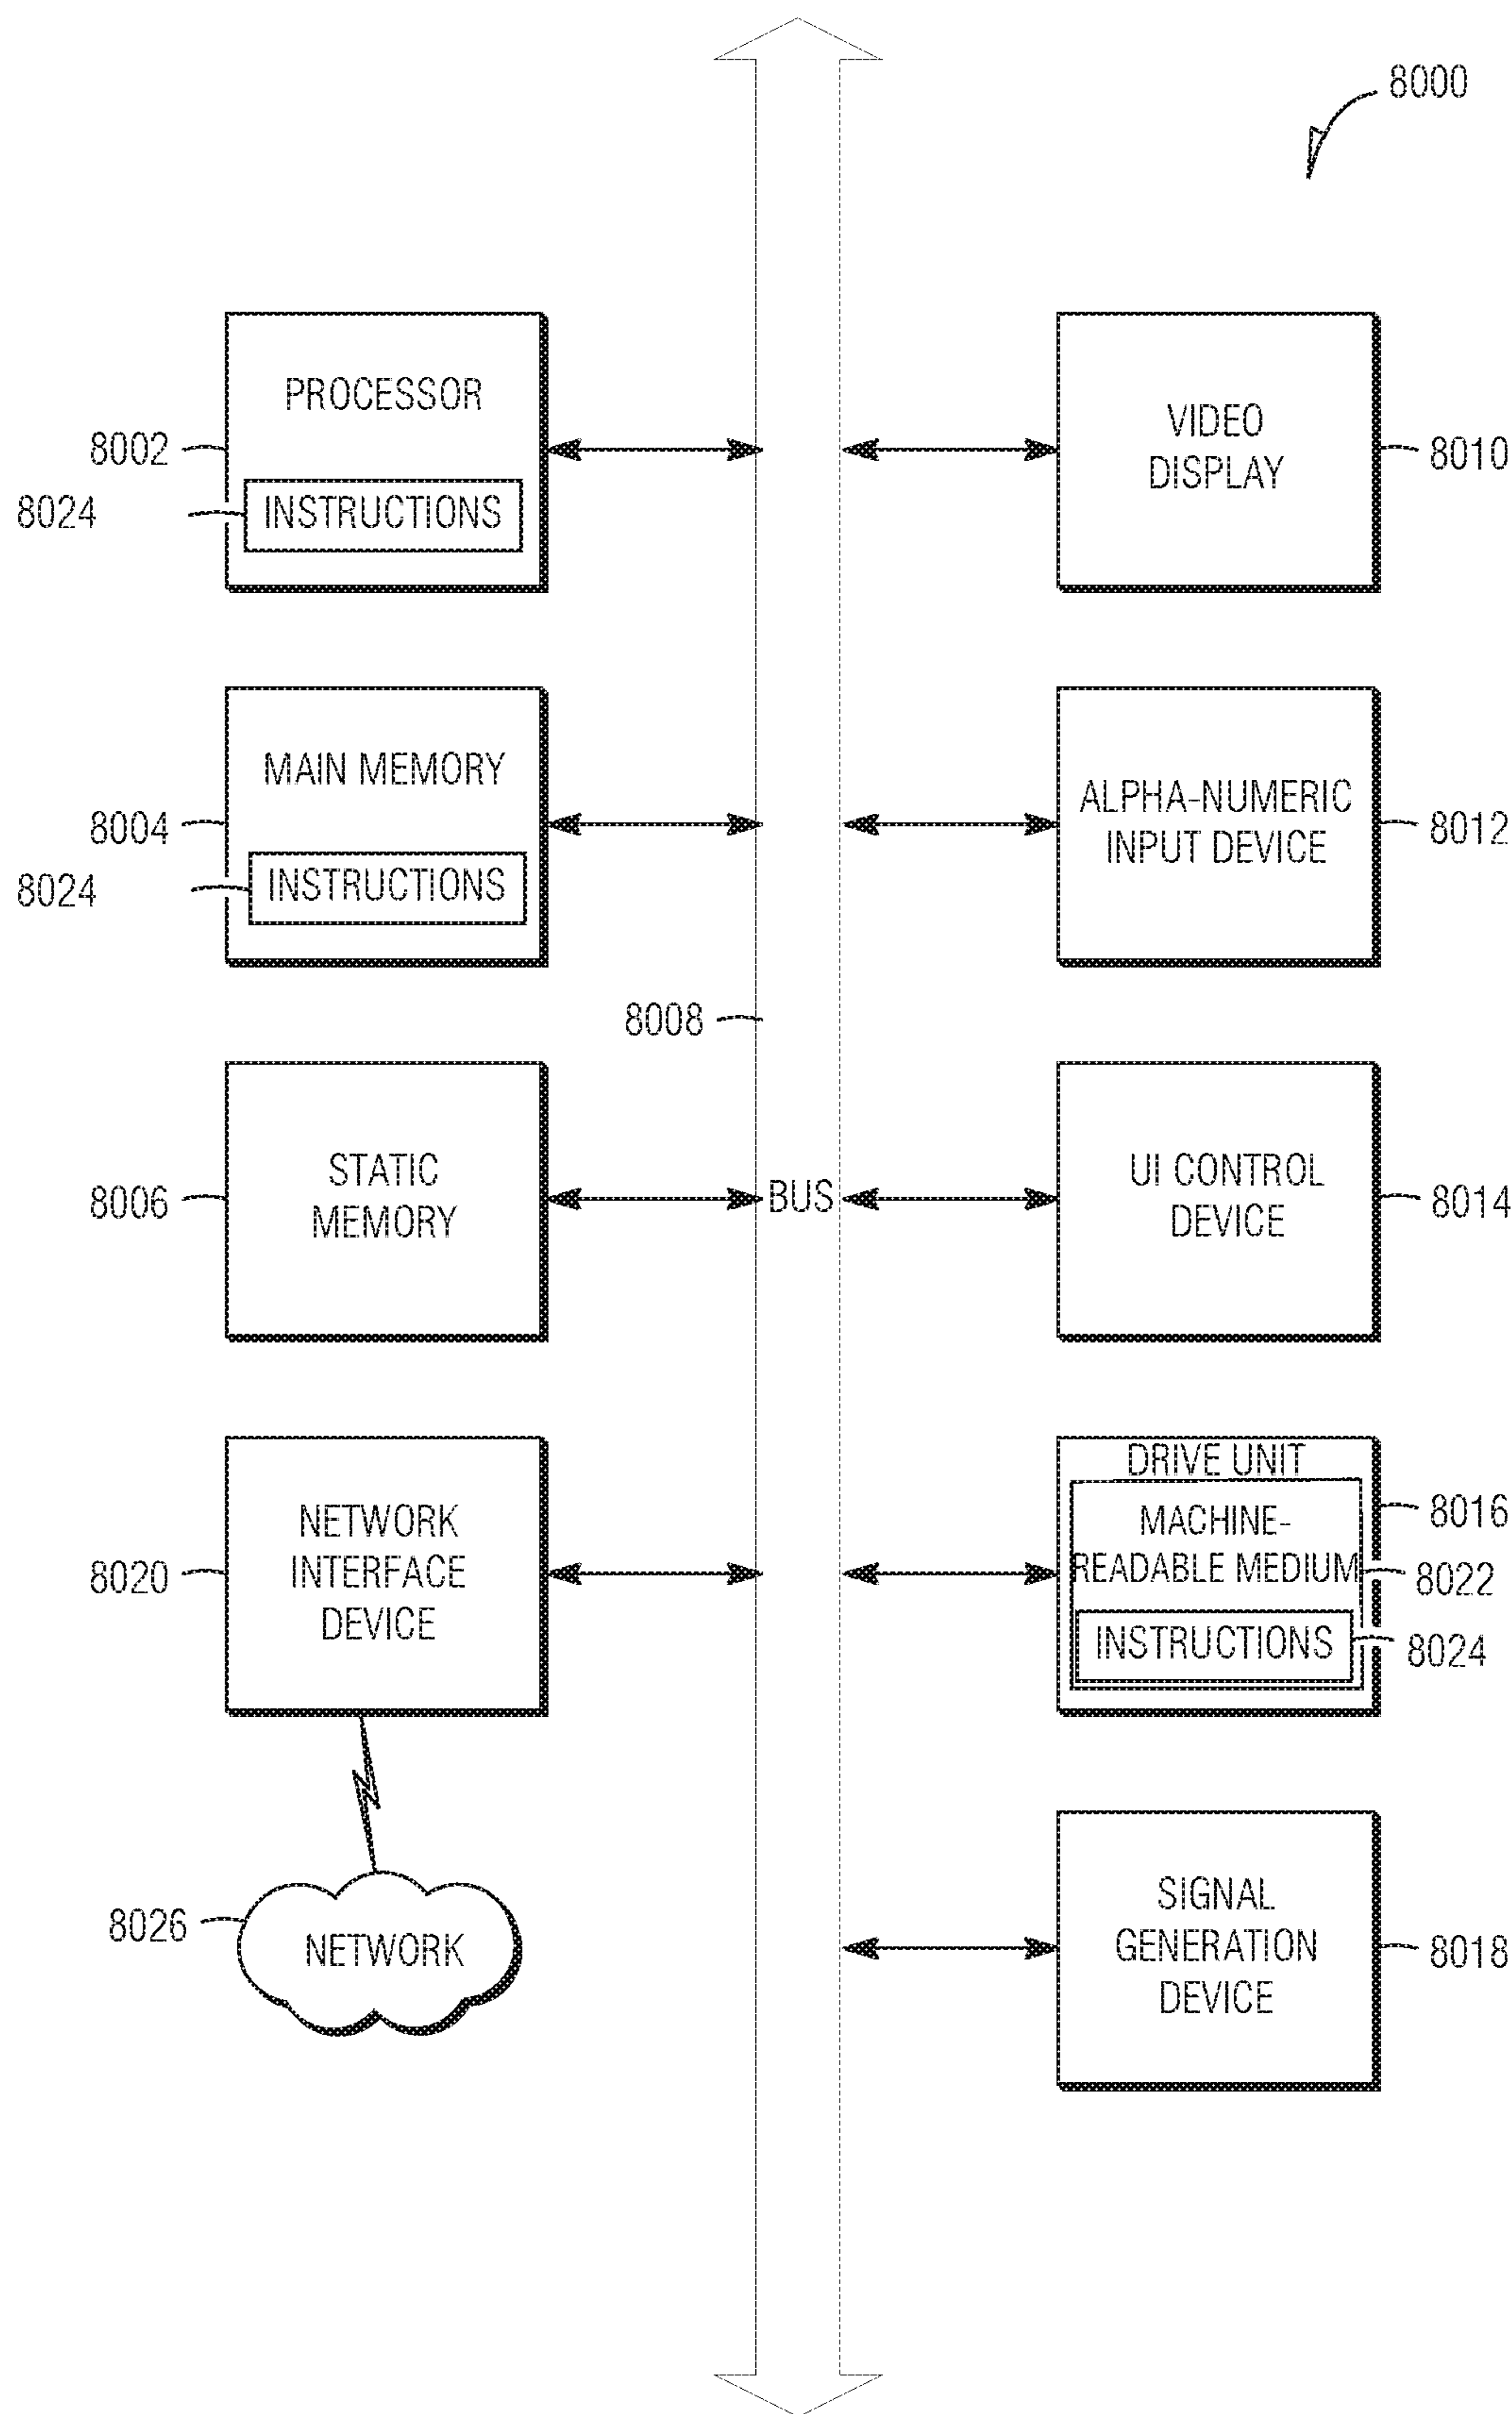 8000
PROCESSOR
8002
8024
INSTRUCTIONS
VIDEO
DISPLAY
8010
MAIN MEMORY
8004
8024
INSTRUCTIONS
ALPHA-NUMERIC
INPUT DEVICE
8012
8008
STATIC
MEMORY
8006
BUS
UI CONTROL
DEVICE
8014
NETWORK
INTERFACE
DEVICE
8020
DRIVE UNIT
8016
MACHINE-
READABLE MEDIUM
8022
INSTRUCTIONS
8024
8026
NETWORK
SIGNAL
GENERATION
DEVICE
8018